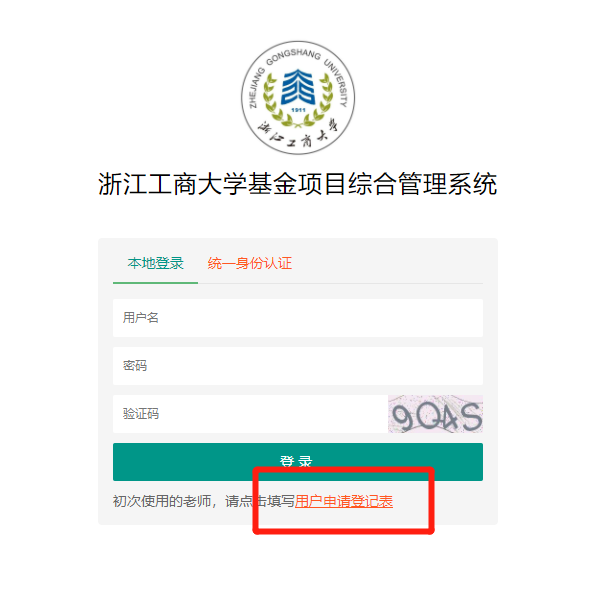 ZHEJIANG GONGSHANG UNIVERSITY
1911
浙江工商大学
浙江工商大学基金项目综合管理系统
本地登录 统一身份认证
用户名
密码
验证码 9Q4S
登 录
初次使用的老师，请点击填写用户申请登记表